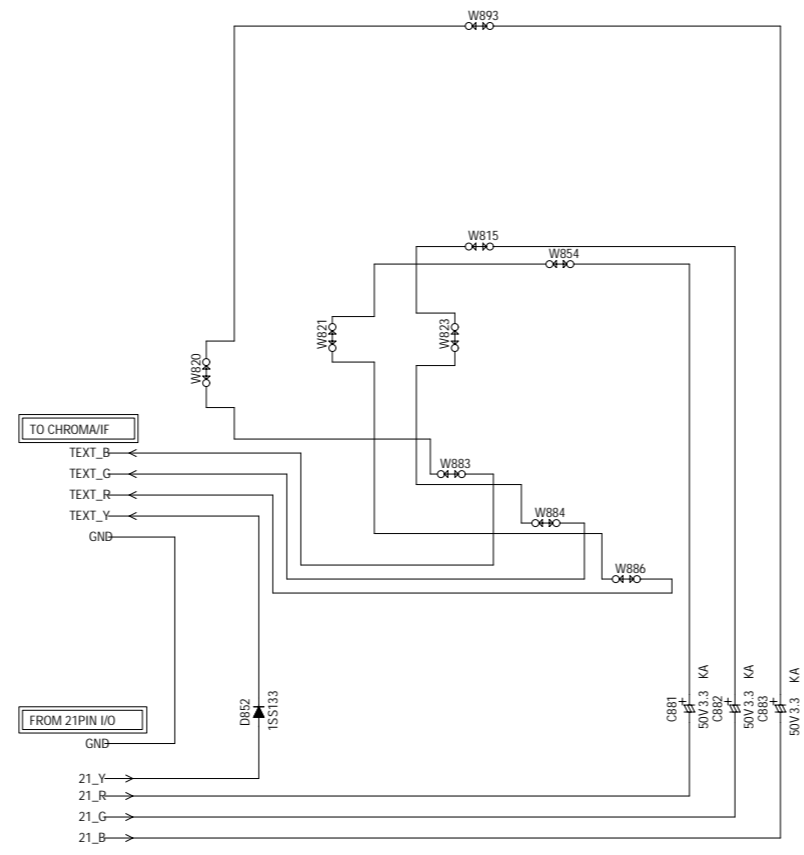 W893
W815
W854
W821
W823
W820
TO CHROMA/IF
TEXT_B
W883
TEXT_G
TEXT_R
TEXT_Y
W884
GND
W886
D852
1SS133
C881
50V 3.3 KA
C882
50V 3.3 KA
C883
50V 3.3 KA
FROM 21PIN I/O
GND
21_Y
21_R
21_G
21_B